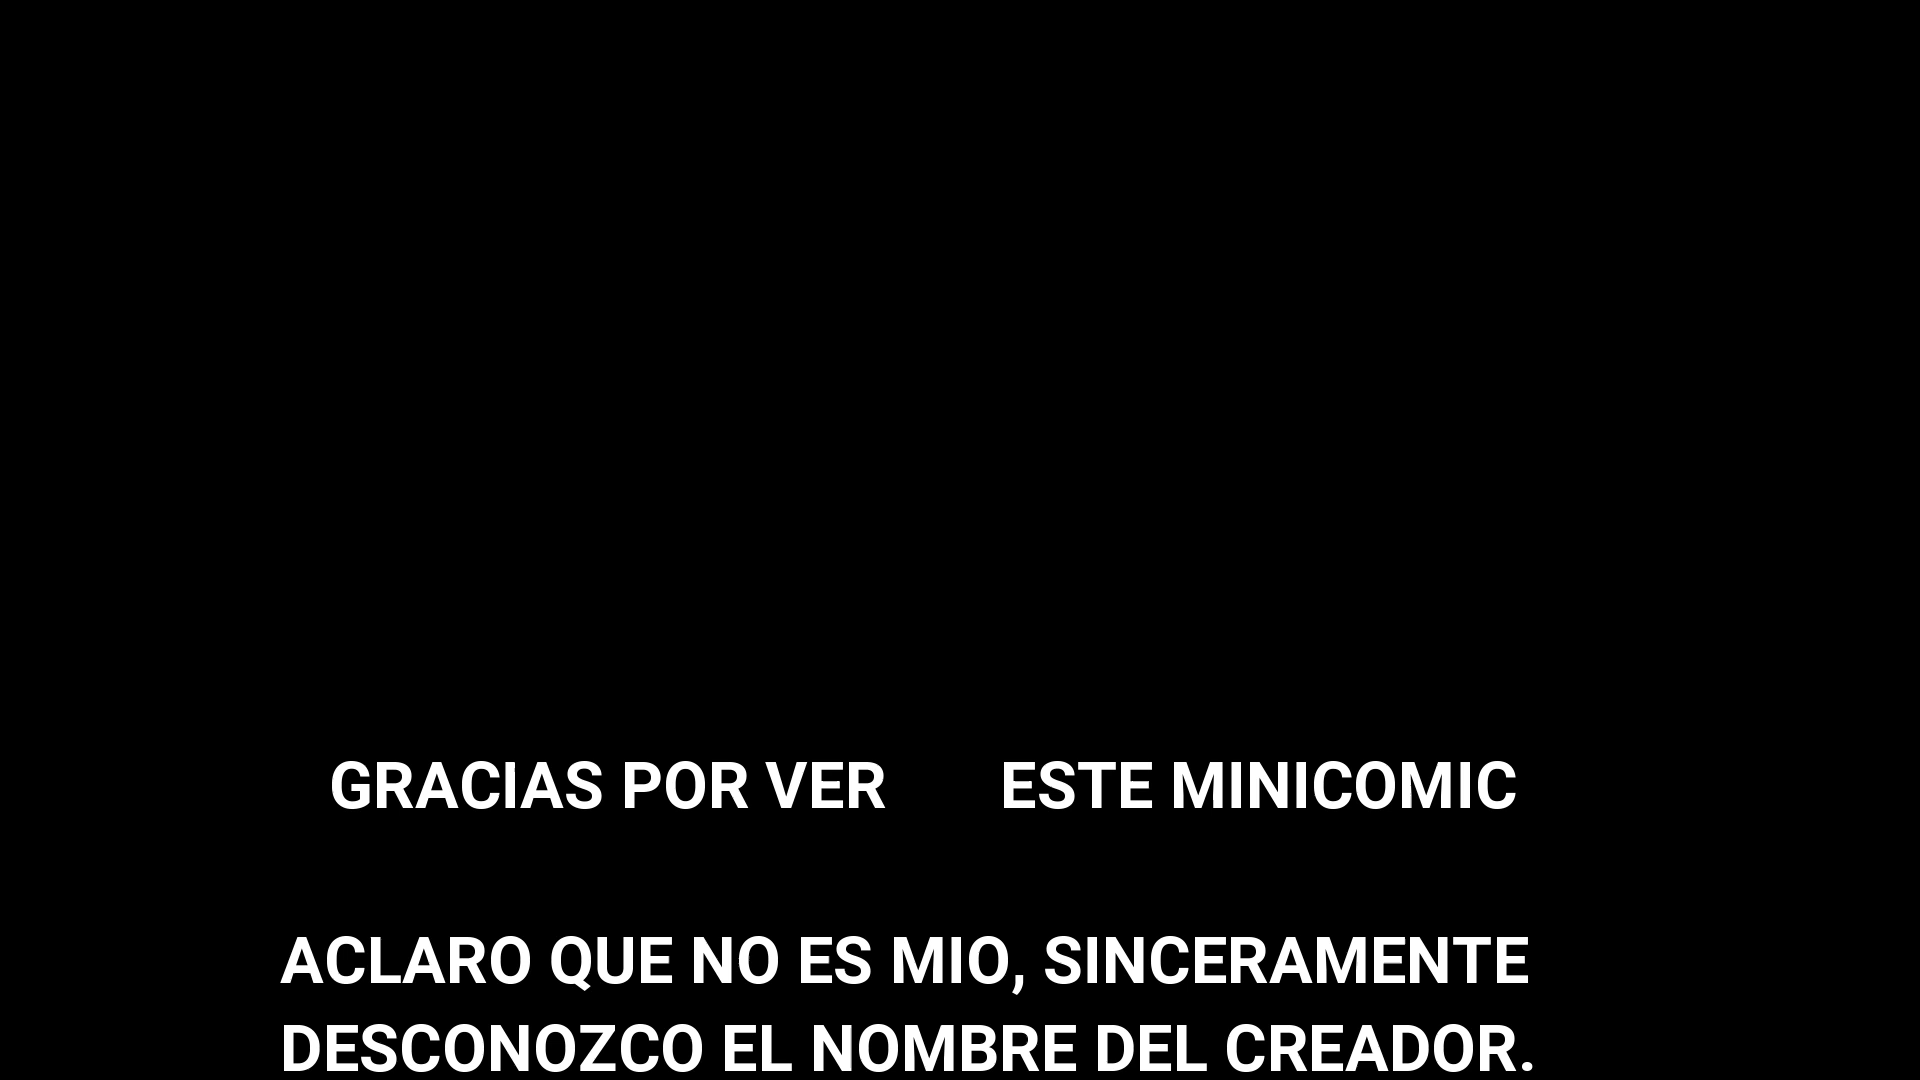 GRACIAS POR VER ESTE MINICOMIC
ACLARO QUE NO ES MIO, SINCERAMENTE
DESCONOZCO EL NOMBRE DEL CREADOR.